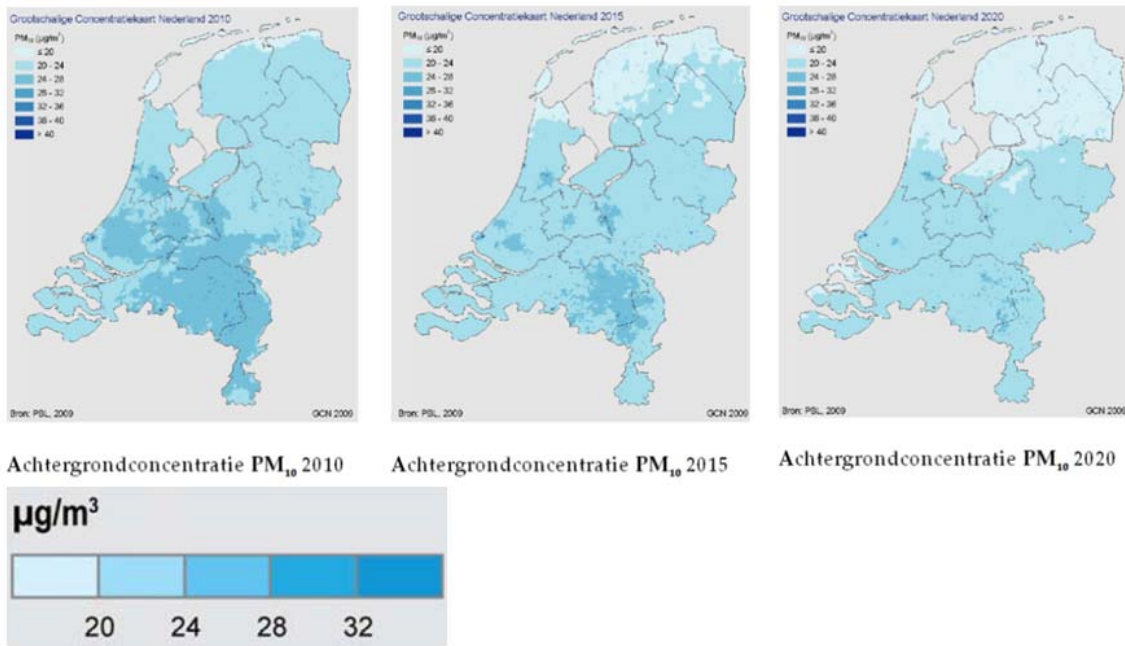 Grootschalige Concentratiekaart Nederland 2010
PM₁₀ (µg/m³)
≤ 20
20 - 24
24 - 28
28 - 32
32 - 36
36 - 40
> 40
Bron: PBL, 2009
GCN 2009
Achtergrondconcentratie PM₁₀ 2010
Grootschalige Concentratiekaart Nederland 2015
PM₁₀ (µg/m³)
≤ 20
20 - 24
24 - 28
28 - 32
32 - 36
36 - 40
> 40
Bron: PBL, 2009
GCN 2009
Achtergrondconcentratie PM₁₀ 2015
Grootschalige Concentratiekaart Nederland 2020
PM₁₀ (µg/m³)
≤ 20
20 - 24
24 - 28
28 - 32
32 - 36
36 - 40
> 40
Bron: PBL, 2009
GCN 2009
Achtergrondconcentratie PM₁₀ 2020
µg/m³
20 24 28 32